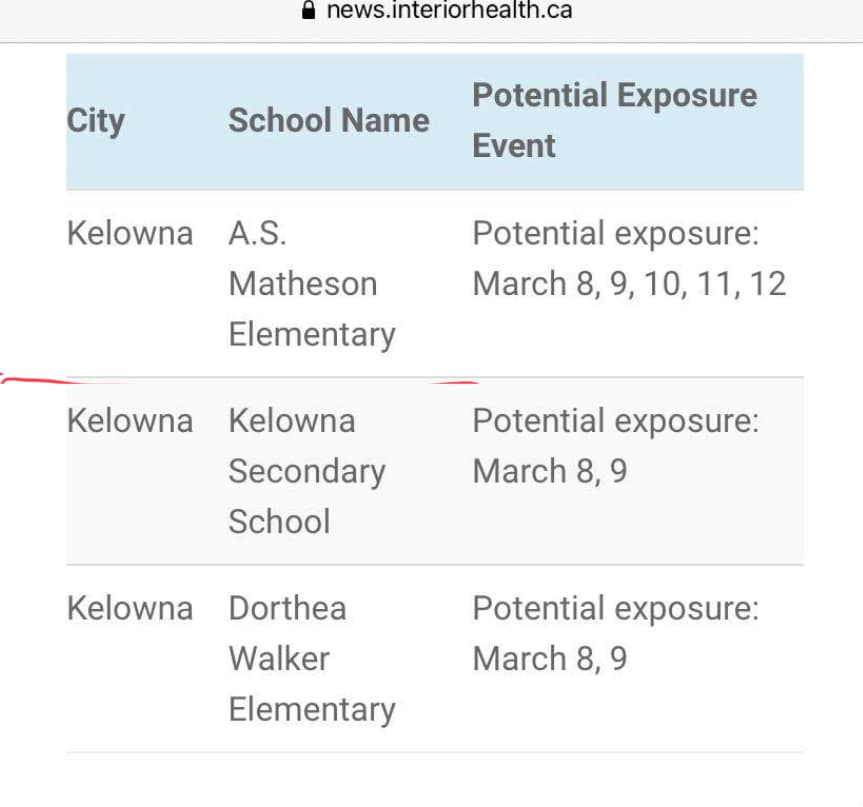 news.interiorhealth.ca
City School Name Potential Exposure
Event
Kelowna A.S. Potential exposure:
Matheson March 8, 9, 10, 11, 12
Elementary
Kelowna Kelowna Potential exposure:
Secondary March 8, 9
School
Kelowna Dorthea Potential exposure:
Walker March 8, 9
Elementary